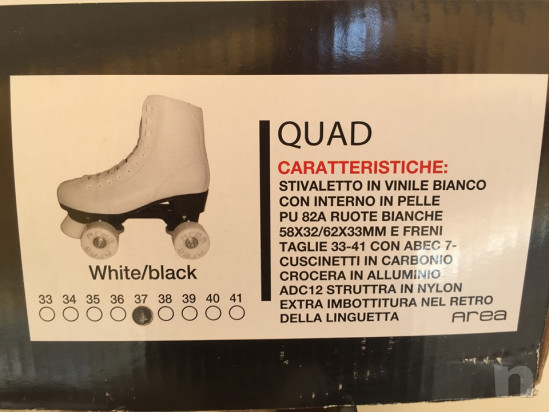 QUAD
CARATTERISTICHE:
STIVALETTO IN VINILE BIANCO
CON INTERNO IN PELLE
PU 82A RUOTE BIANCHE
58X32/62X33MM E FRENI
TAGLIE 33-41 CON ABEC 7-
CUSCINETTI IN CARBONIO
CROCERA IN ALLUMINIO
ADC12 STRUTTRA IN NYLON
EXTRA IMBOTTITURA NEL RETRO
DELLA LINGUETTA
Area
White/black
33 34 35 36 37 38 39 40 41